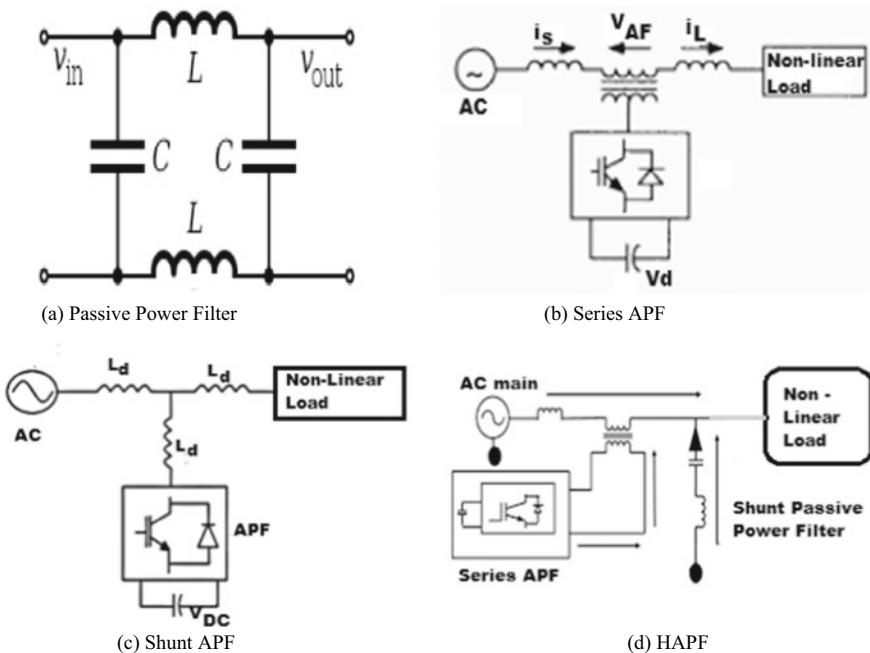 v_in
L
v_out
C
C
L
(a) Passive Power Filter
i_s
V_AF
i_L
AC
Non-linear
Load
Vd
(b) Series APF
L_d
L_d
Non-Linear
Load
AC
L_d
APF
V_DC
(c) Shunt APF
AC main
Non -
Linear
Load
Shunt Passive
Power Filter
Series APF
(d) HAPF